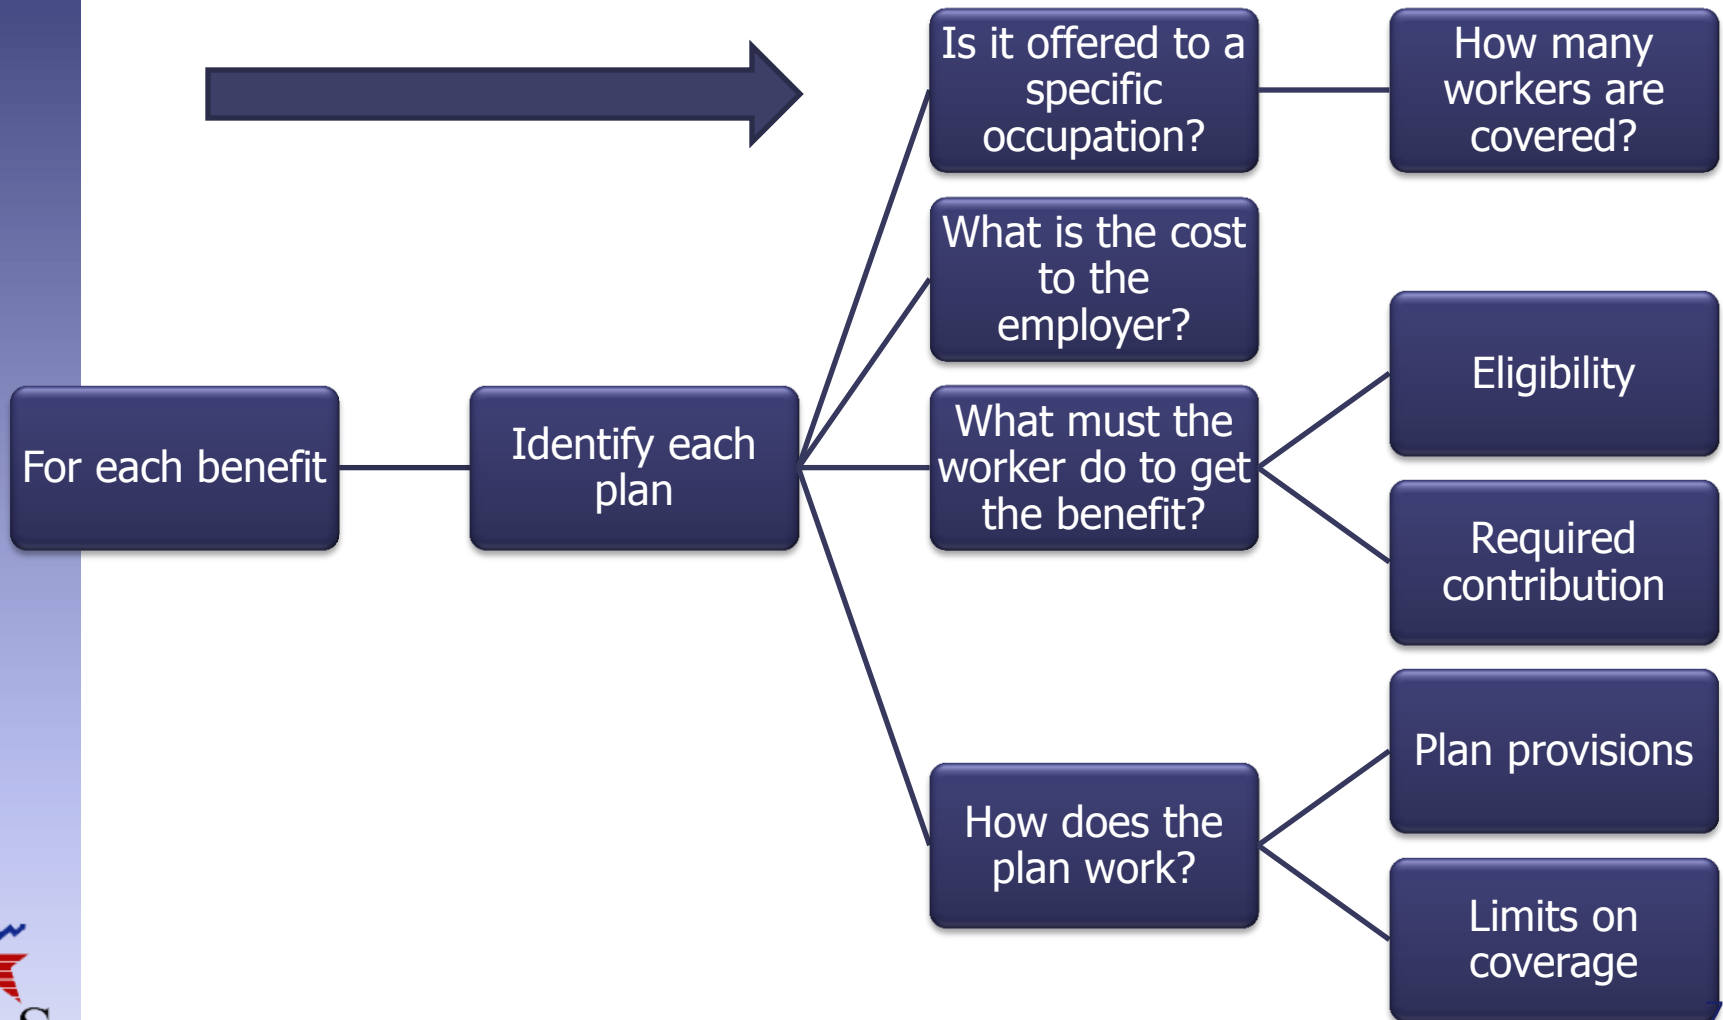 For each benefit
Identify each
plan
Is it offered to a
specific
occupation?
How many
workers are
covered?
What is the cost
to the
employer?
What must the
worker do to get
the benefit?
Eligibility
Required
contribution
How does the
plan work?
Plan provisions
Limits on
coverage
S
7